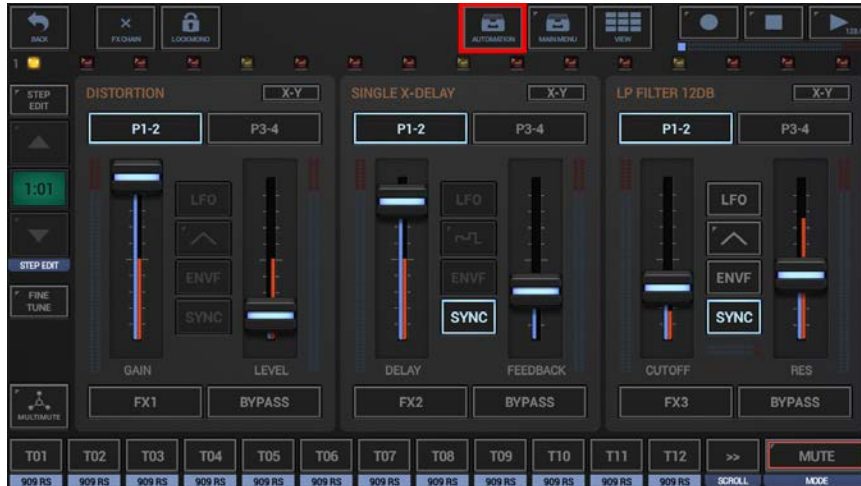 BACK
FX CHAIN
LOCKMONO
AUTOMATION
MAIN MENU
VIEW
128.0
1
STEP EDIT
DISTORTION
X-Y
SINGLE X-DELAY
X-Y
LP FILTER 12DB
X-Y
P1-2
P3-4
P1-2
P3-4
P1-2
P3-4
1:01
LFO
LFO
LFO
STEP EDIT
ENVF
ENVF
ENVF
FINE TUNE
SYNC
SYNC
SYNC
GAIN
LEVEL
DELAY
FEEDBACK
CUTOFF
RES
MULTIMUTE
FX1
BYPASS
FX2
BYPASS
FX3
BYPASS
T01
T02
T03
T04
T05
T06
T07
T08
T09
T10
T11
T12
>>
MUTE
909 RS
909 RS
909 RS
909 RS
909 RS
909 RS
909 RS
909 RS
909 RS
909 RS
909 RS
909 RS
SCROLL
MODE